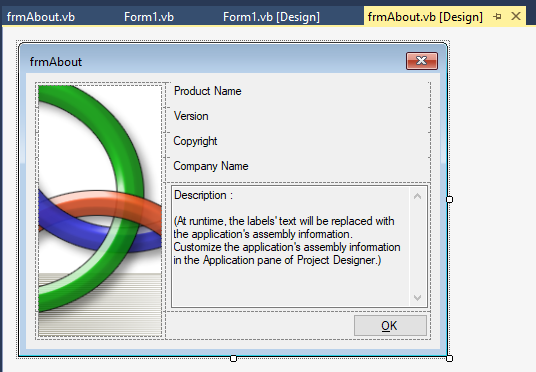 frmAbout.vb Form1.vb Form1.vb [Design] frmAbout.vb [Design]
frmAbout
Product Name
Version
Copyright
Company Name
Description :
(At runtime, the labels' text will be replaced with
the application's assembly information.
Customize the application's assembly information
in the Application pane of Project Designer.)
OK